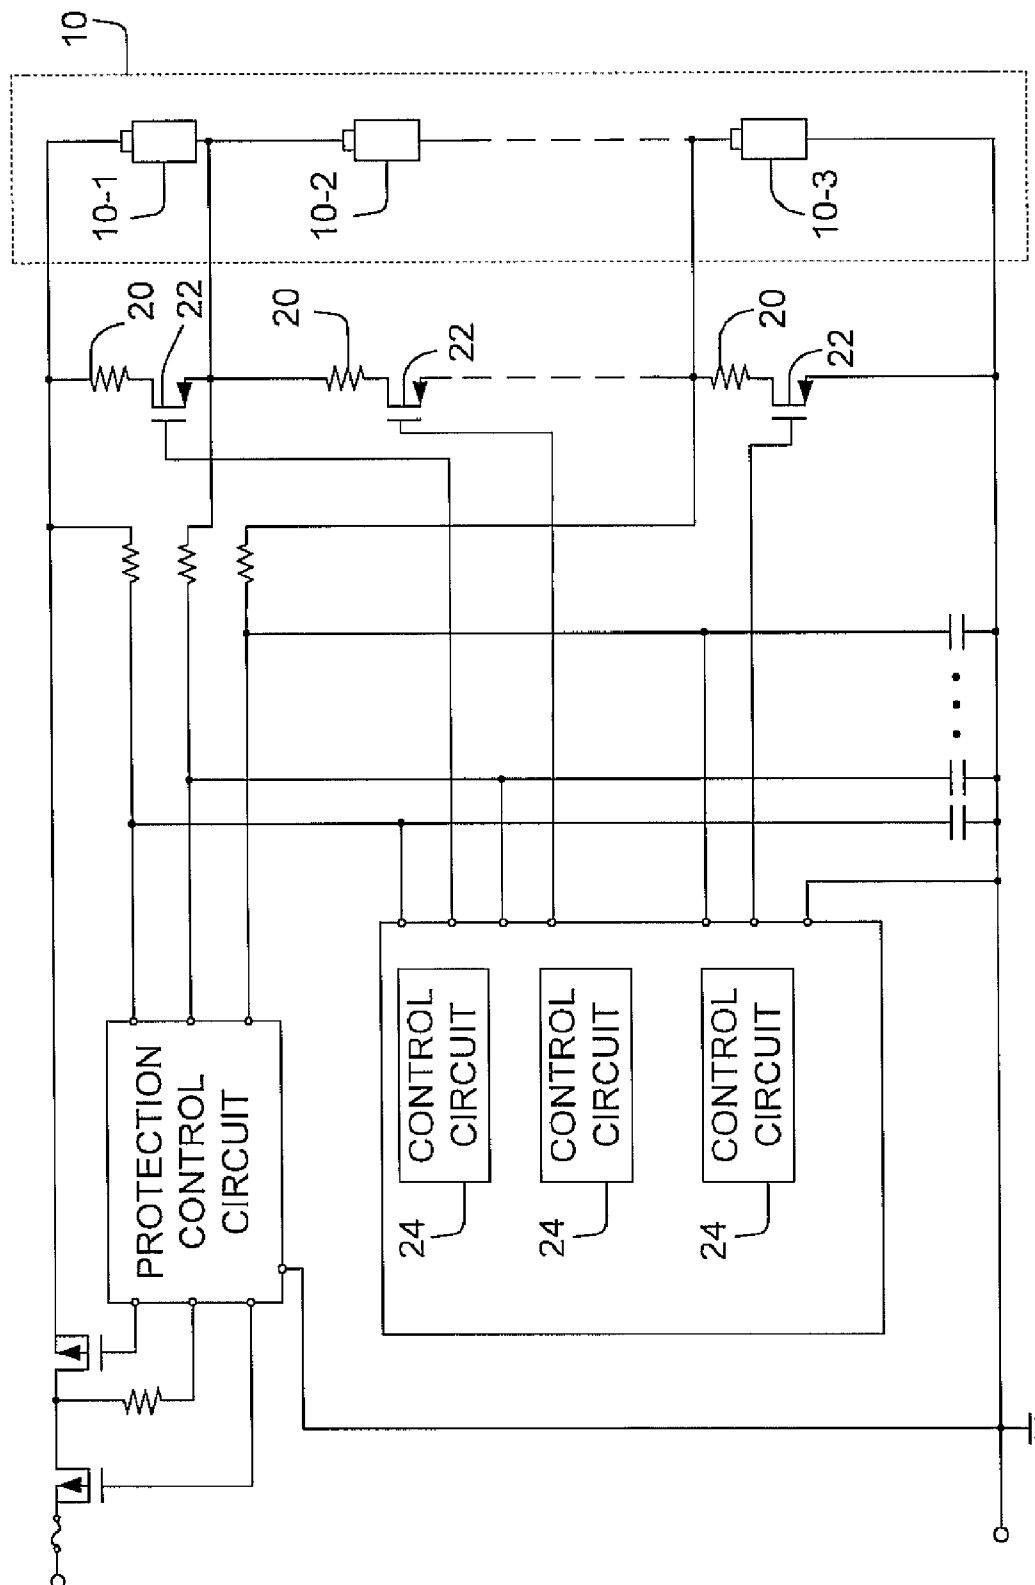 10
10-1
10-2
10-3
20
22
20
22
20
22
PROTECTION
CONTROL
CIRCUIT
CONTROL
CIRCUIT
24
CONTROL
CIRCUIT
24
CONTROL
CIRCUIT
24